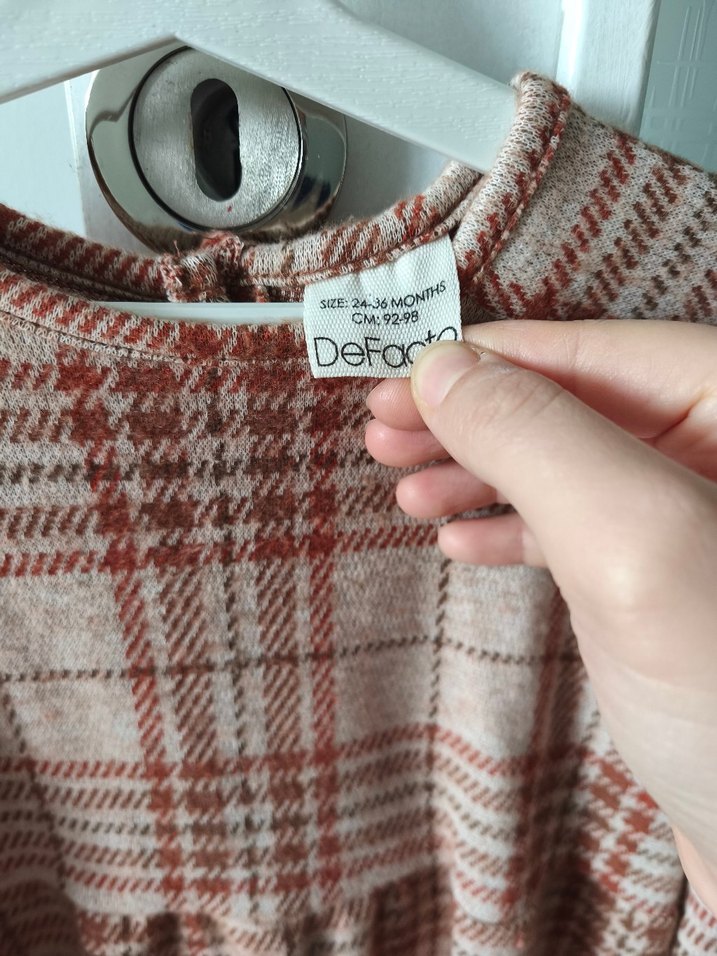 SIZE: 24-36 MONTHS
CM: 92-98
DeFacto